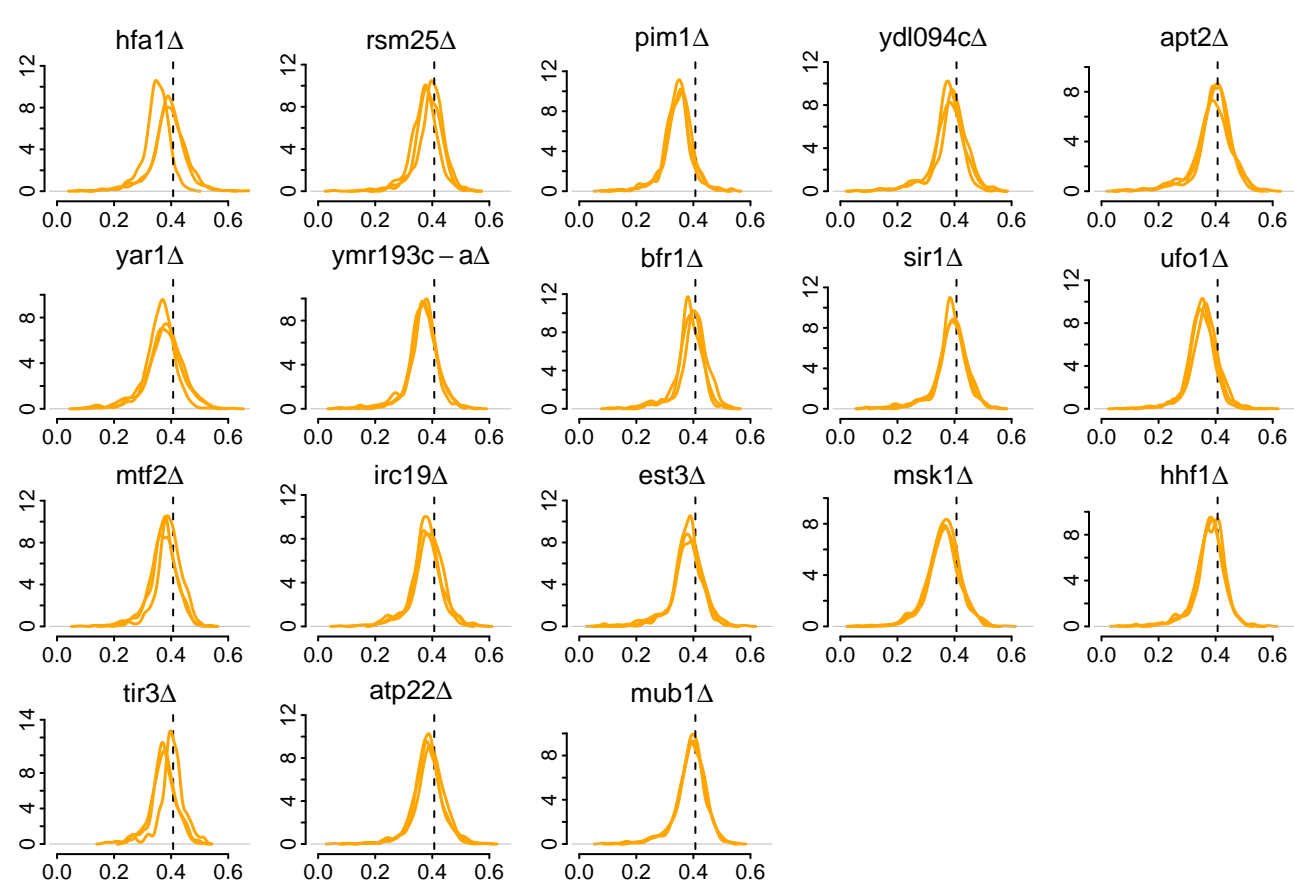 hfa1Δ rsm25Δ pim1Δ ydl094cΔ apt2Δ
0 4 8 12 0 4 8 12 0 4 8 12 0 4 8 12 0 4 8
0.0 0.2 0.4 0.6 0.0 0.2 0.4 0.6 0.0 0.2 0.4 0.6 0.0 0.2 0.4 0.6 0.0 0.2 0.4 0.6
yar1Δ ymr193c − aΔ bfr1Δ sir1Δ ufo1Δ
0 4 8 0 4 8 0 4 8 12 0 4 8 12 0 4 8 12
0.0 0.2 0.4 0.6 0.0 0.2 0.4 0.6 0.0 0.2 0.4 0.6 0.0 0.2 0.4 0.6 0.0 0.2 0.4 0.6
mtf2Δ irc19Δ est3Δ msk1Δ hhf1Δ
0 4 8 12 0 4 8 12 0 4 8 12 0 4 8 0 4 8
0.0 0.2 0.4 0.6 0.0 0.2 0.4 0.6 0.0 0.2 0.4 0.6 0.0 0.2 0.4 0.6 0.0 0.2 0.4 0.6
tir3Δ atp22Δ mub1Δ
0 4 8 14 0 4 8 12 0 4 8
0.0 0.2 0.4 0.6 0.0 0.2 0.4 0.6 0.0 0.2 0.4 0.6